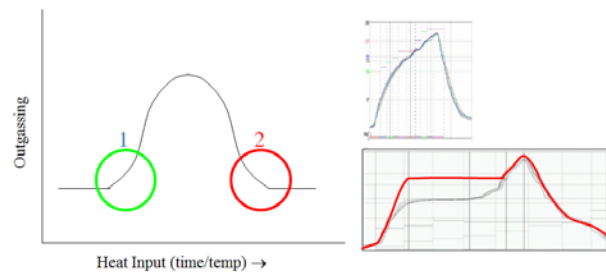 Outgassing
1
2
Heat Input (time/temp) →